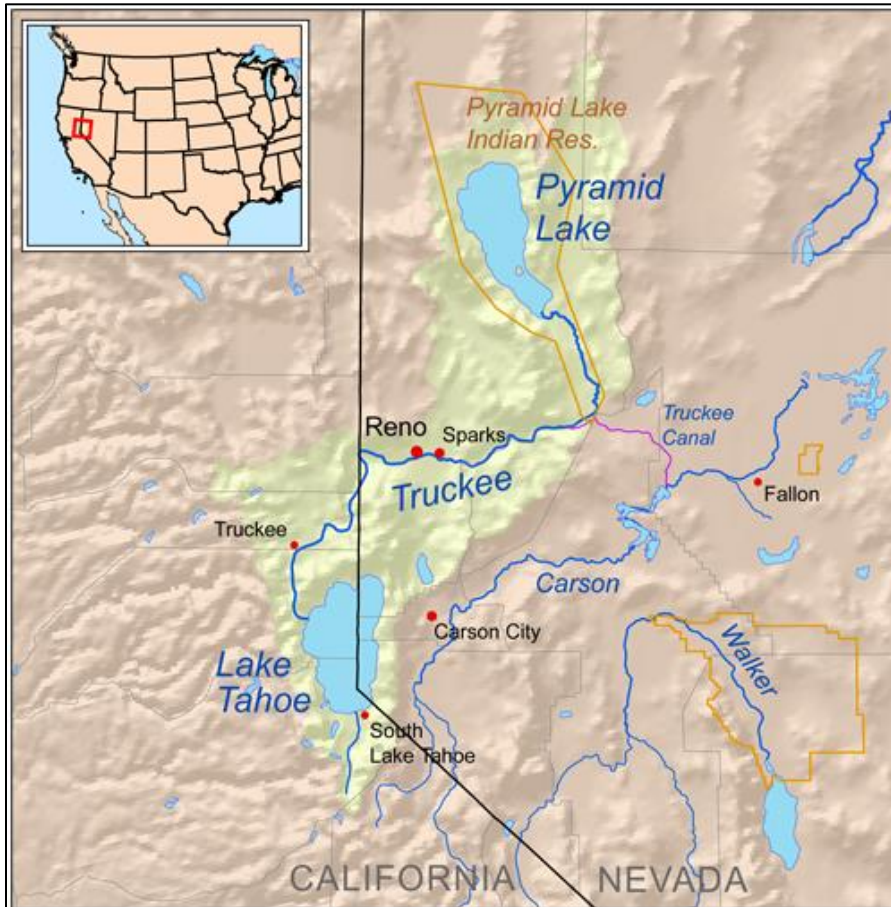 Pyramid Lake
Indian Res.
Pyramid
Lake
Truckee
Canal
Reno
Sparks
Truckee
Fallon
Truckee
Carson
Carson City
Walker
Lake
Tahoe
South
Lake Tahoe
CALIFORNIA
NEVADA